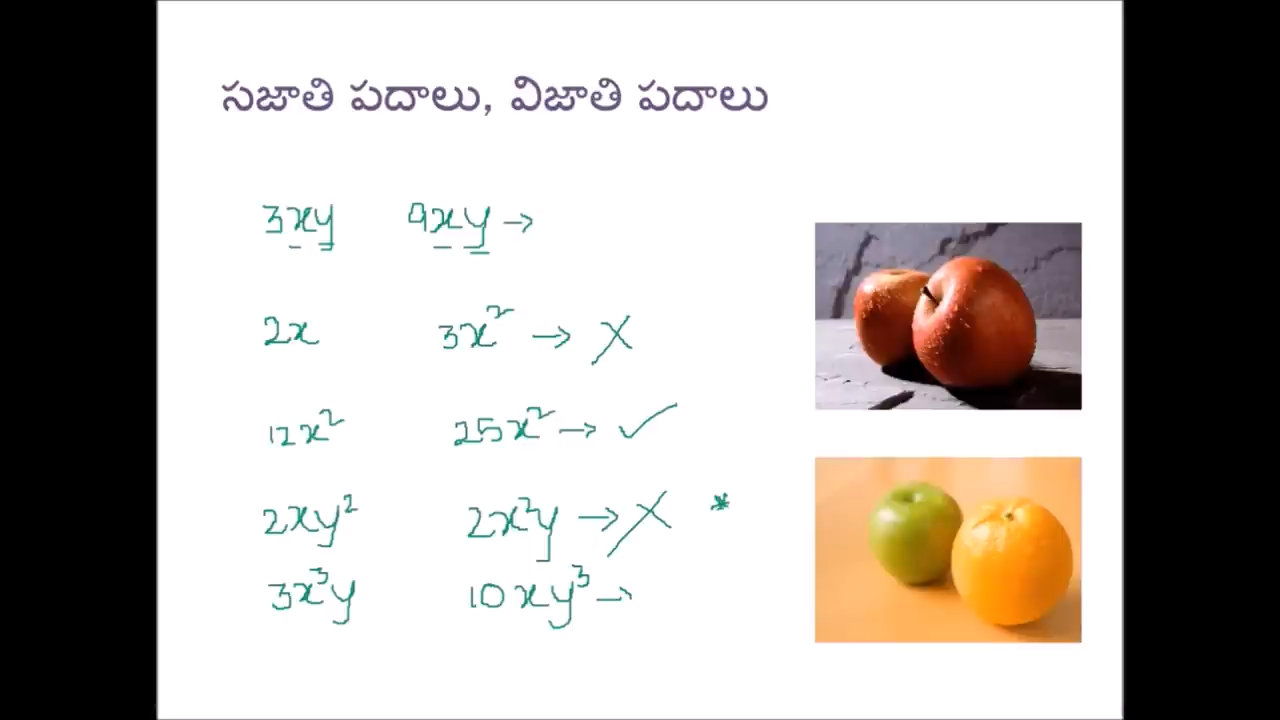 సజాతి పదాలు, విజాతి పదాలు
3xy 9xy →
2x 3x² → ✗
12x² 25x² → ✓
2xy² 2x²y → ✗ *
3x³y 10xy³ →